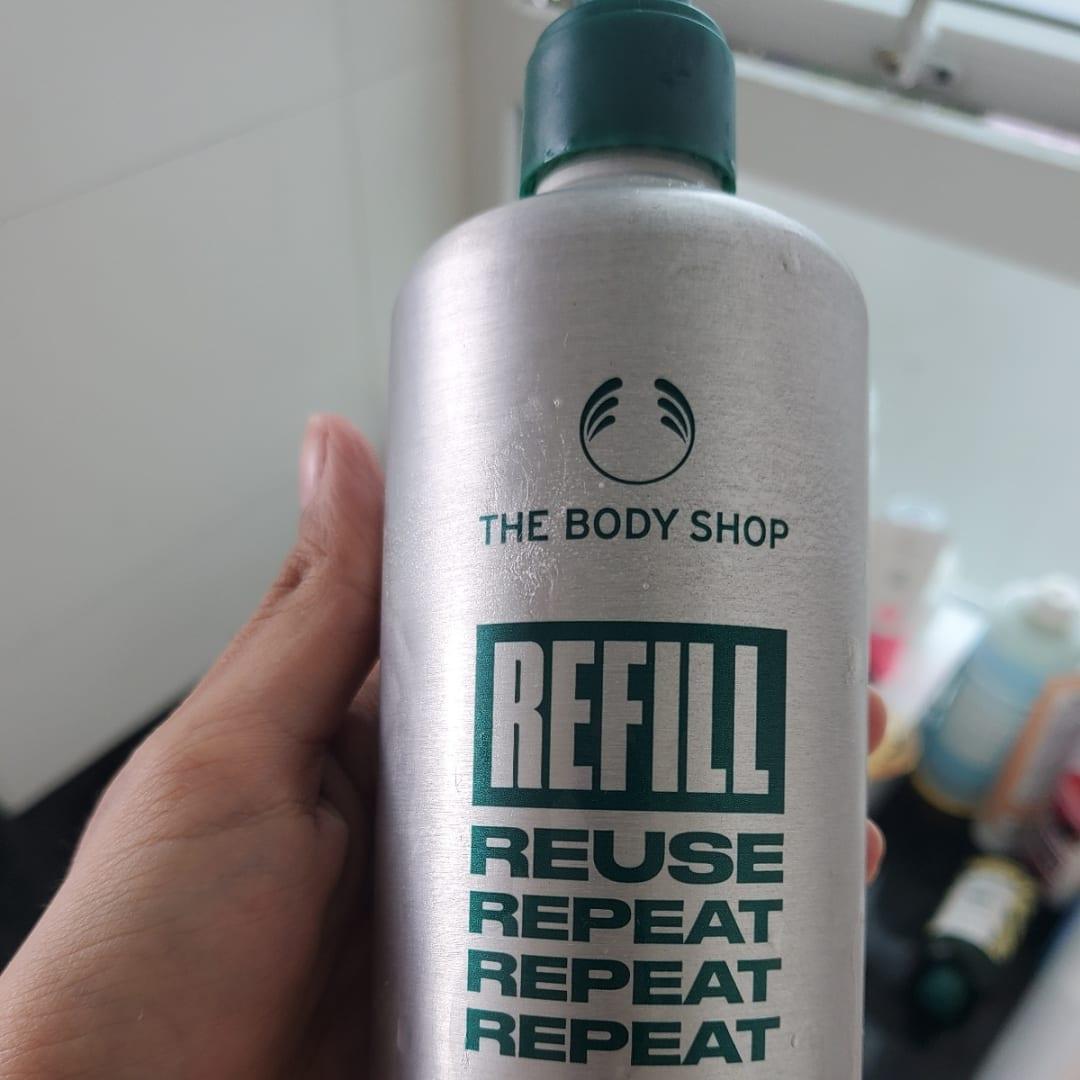 THE BODY SHOP
REFILL
REUSE
REPEAT
REPEAT
REPEAT